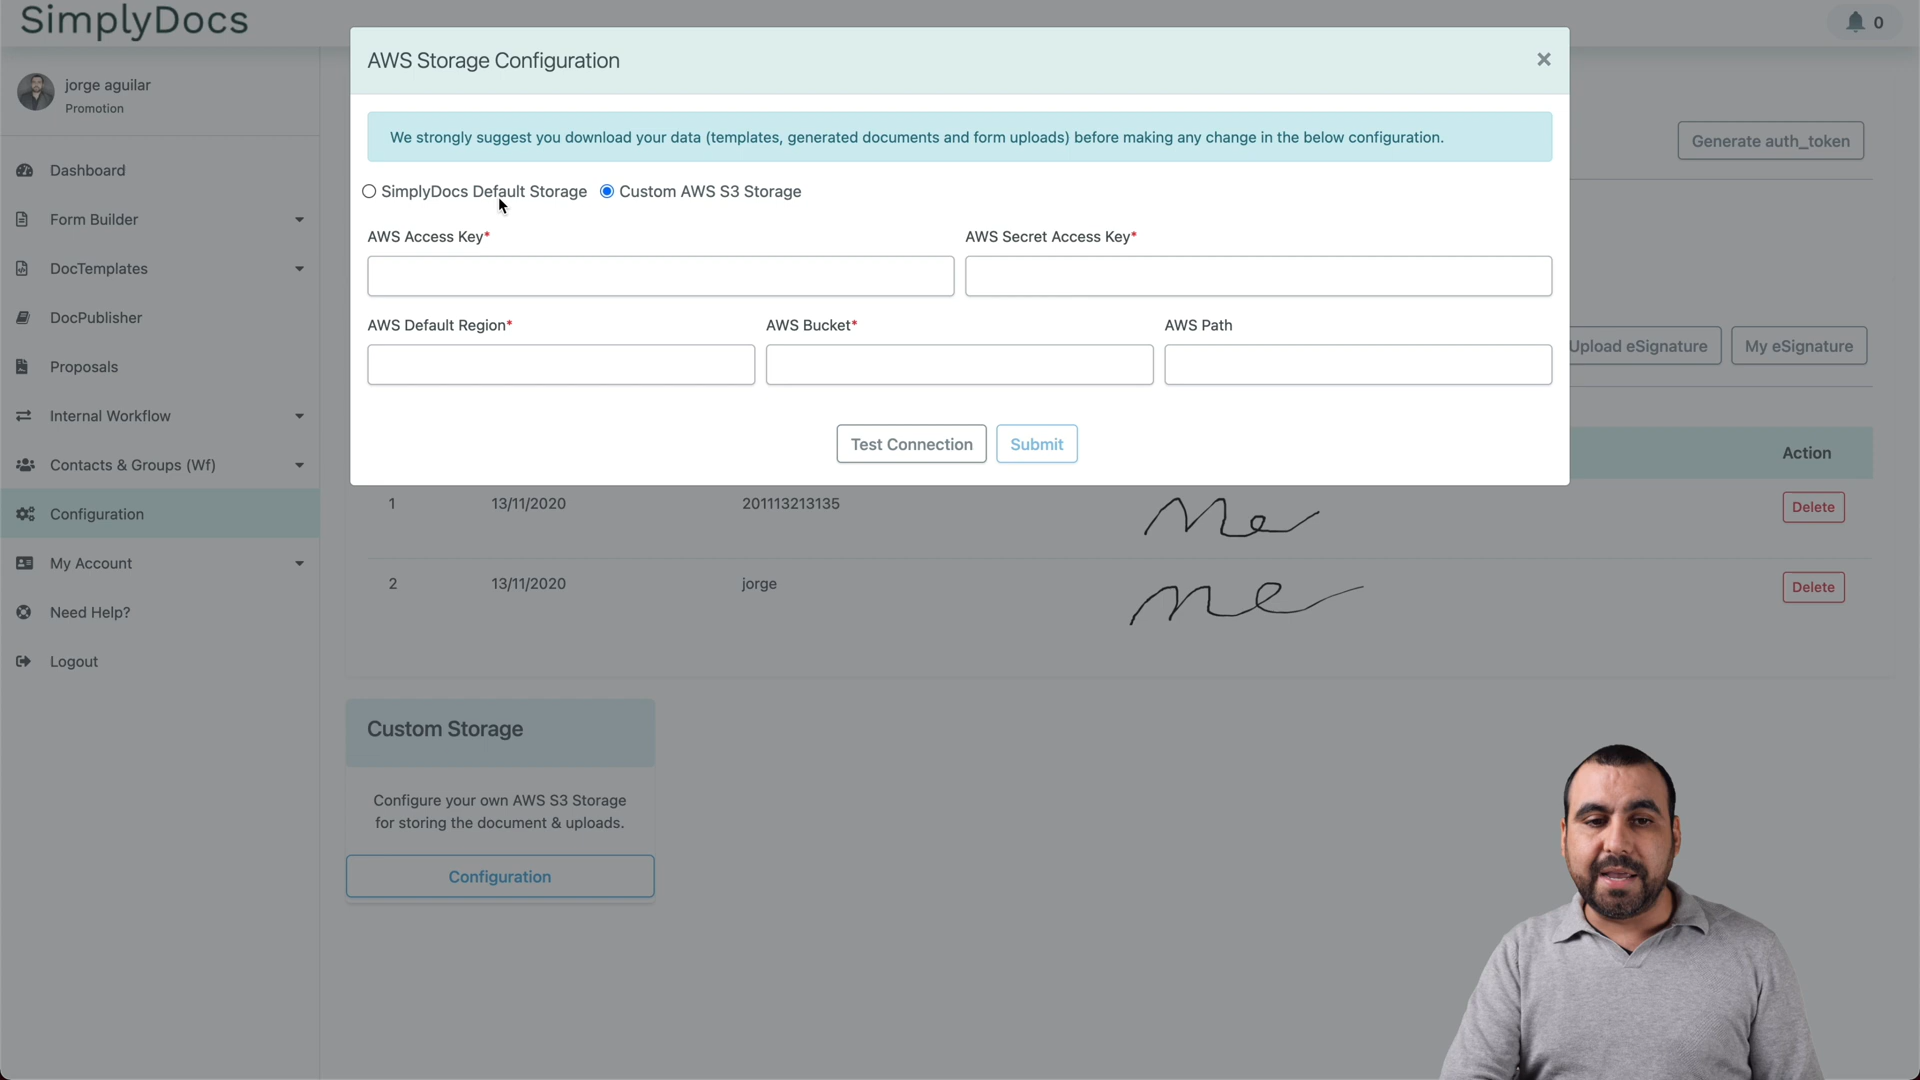 SimplyDocs
0
jorge aguilar
Promotion
Dashboard
Form Builder
DocTemplates
DocPublisher
Proposals
Internal Workflow
Contacts & Groups (Wf)
Configuration
My Account
Need Help?
Logout
AWS Storage Configuration
×
We strongly suggest you download your data (templates, generated documents and form uploads) before making any change in the below configuration.
SimplyDocs Default Storage Custom AWS S3 Storage
AWS Access Key* AWS Secret Access Key*
AWS Default Region* AWS Bucket* AWS Path
Test Connection Submit
Generate auth_token
Upload eSignature My eSignature
Action
1 13/11/2020 201113213135 Me Delete
2 13/11/2020 jorge me Delete
Custom Storage
Configure your own AWS S3 Storage
for storing the document & uploads.
Configuration